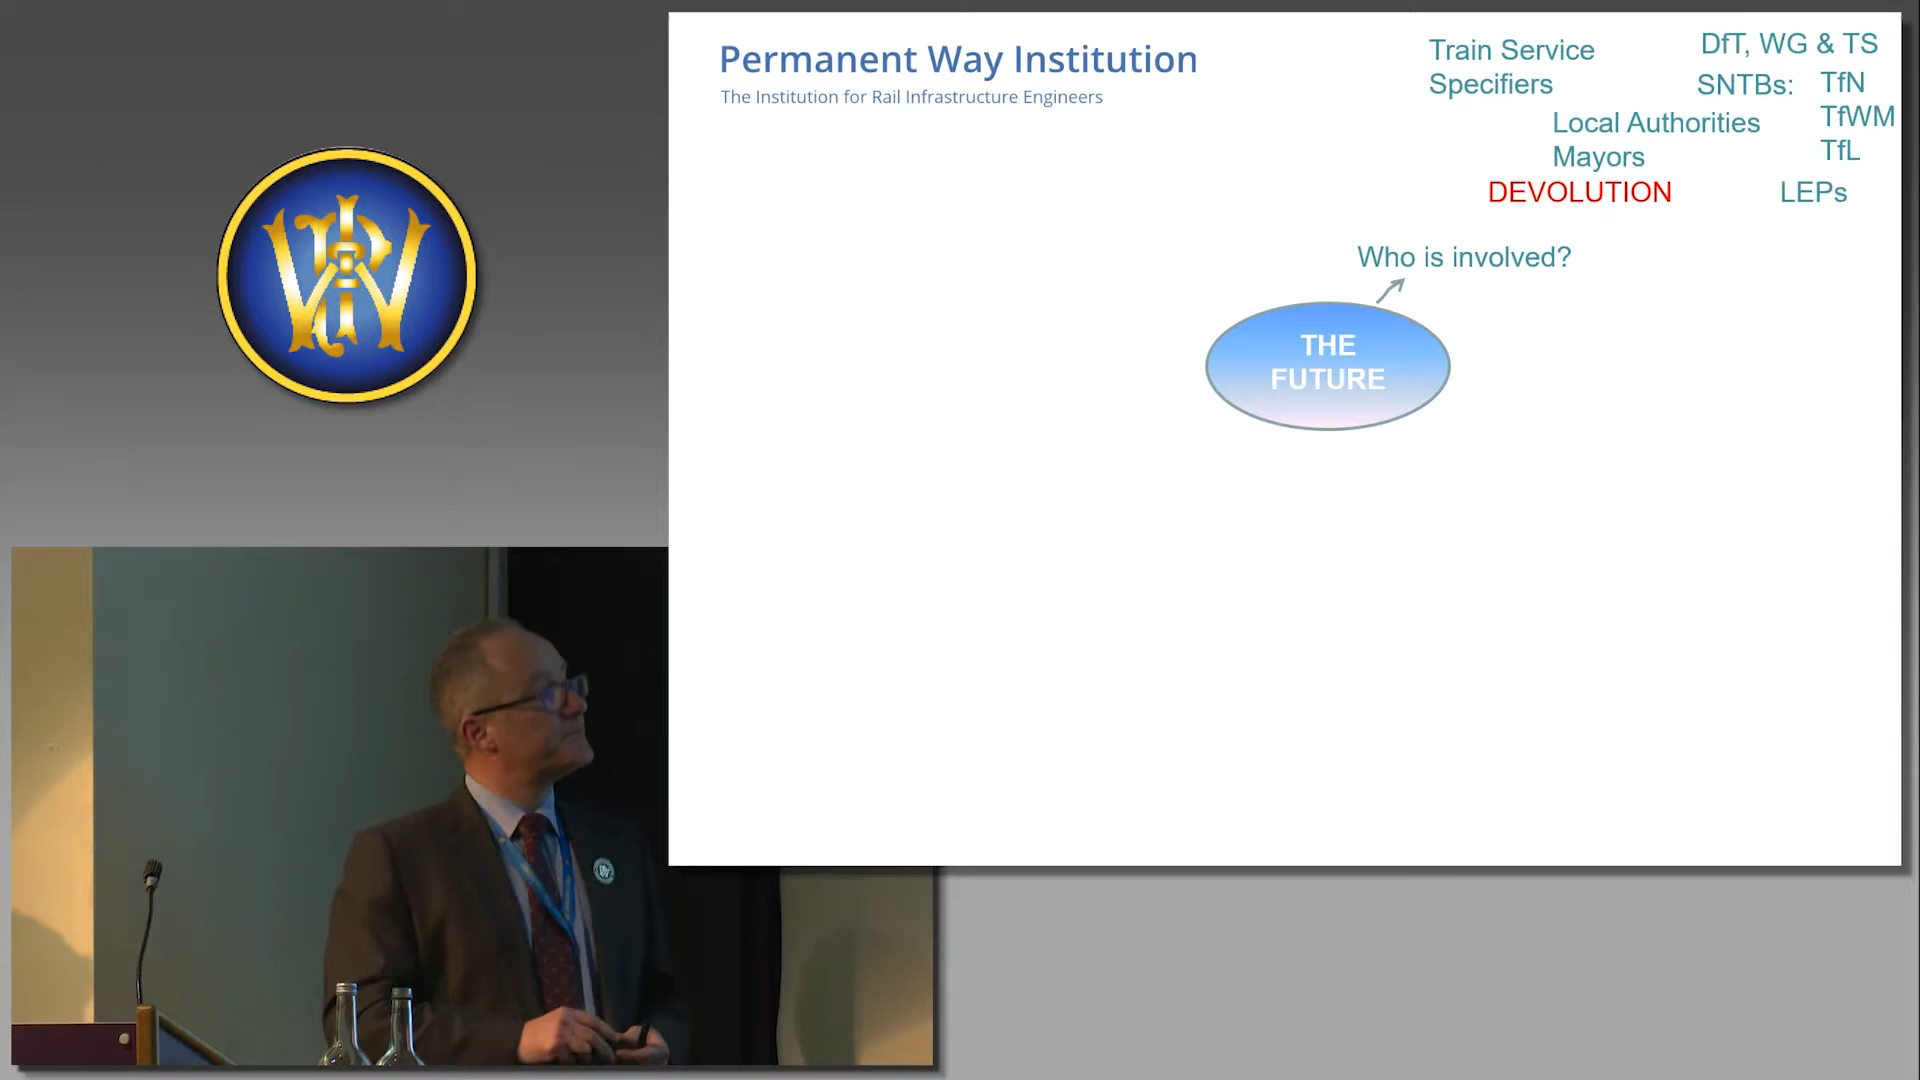 Permanent Way Institution
The Institution for Rail Infrastructure Engineers
Train Service
Specifiers
DfT, WG & TS
SNTBs:
TfN
TfWM
TfL
Local Authorities
Mayors
DEVOLUTION
LEPs
Who is involved?
THE
FUTURE